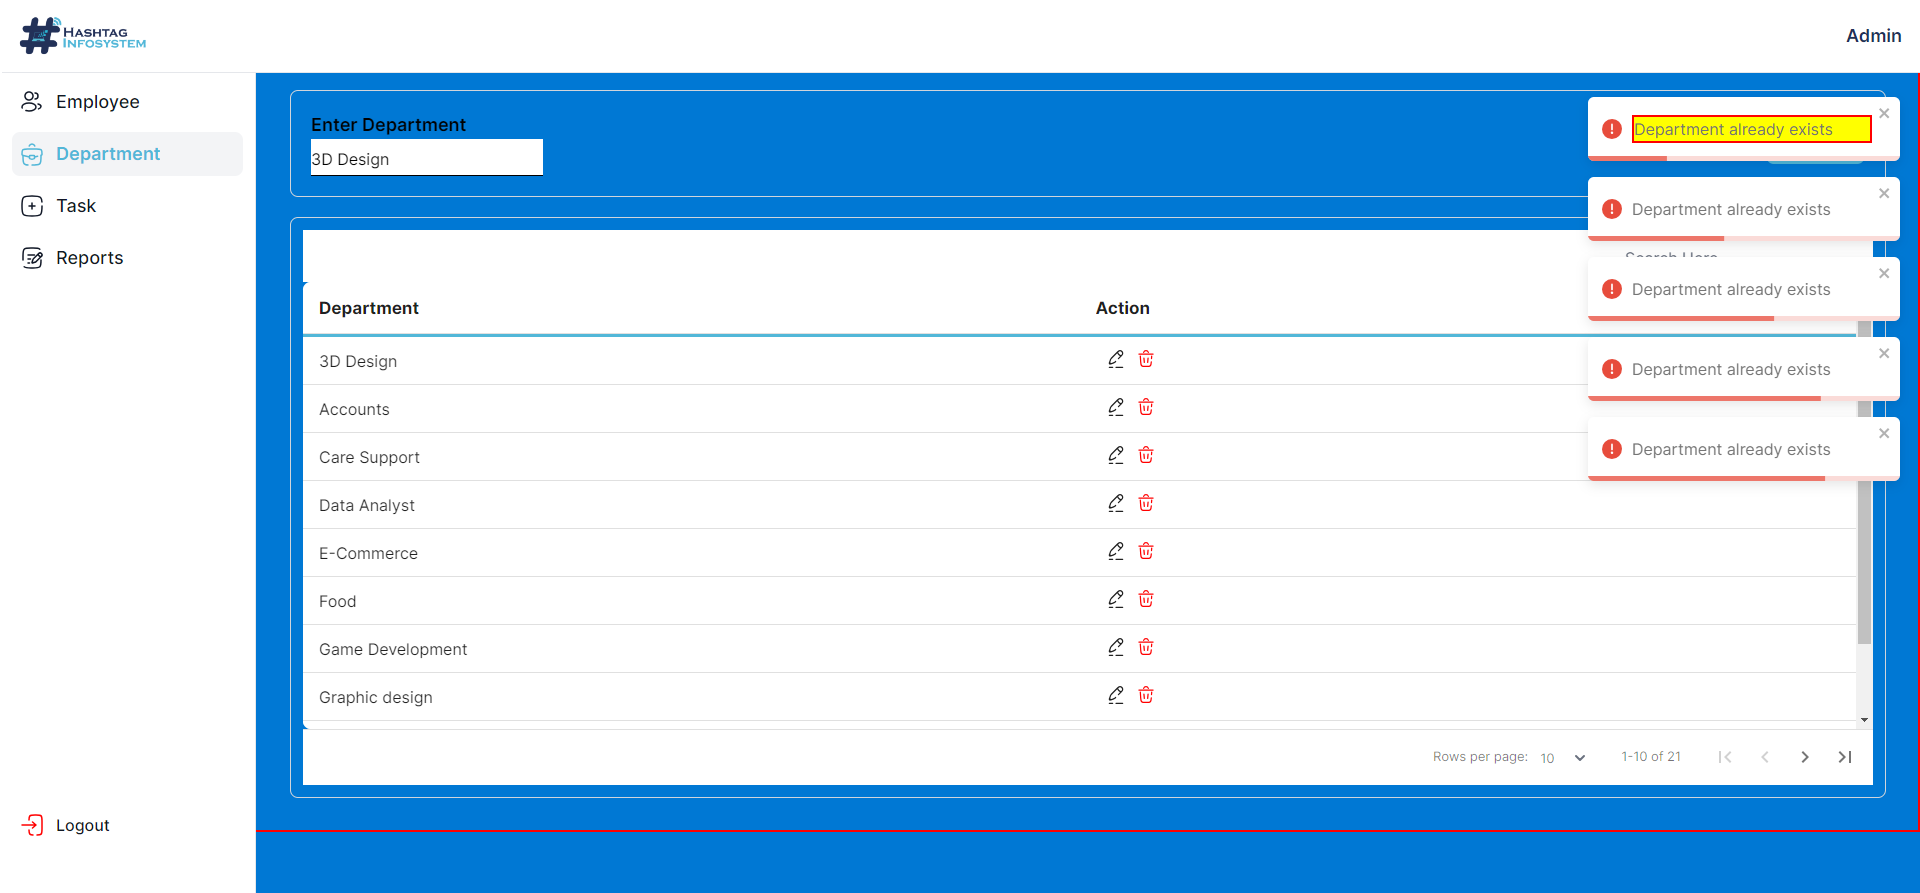 HASHTAG
INFOSYSTEM
Admin
Employee
Department
Task
Reports
Logout
Enter Department
3D Design
Department already exists
Department already exists
Search Here
Department already exists
Department already exists
Department already exists
Department Action
3D Design
Accounts
Care Support
Data Analyst
E-Commerce
Food
Game Development
Graphic design
Rows per page: 10 1-10 of 21